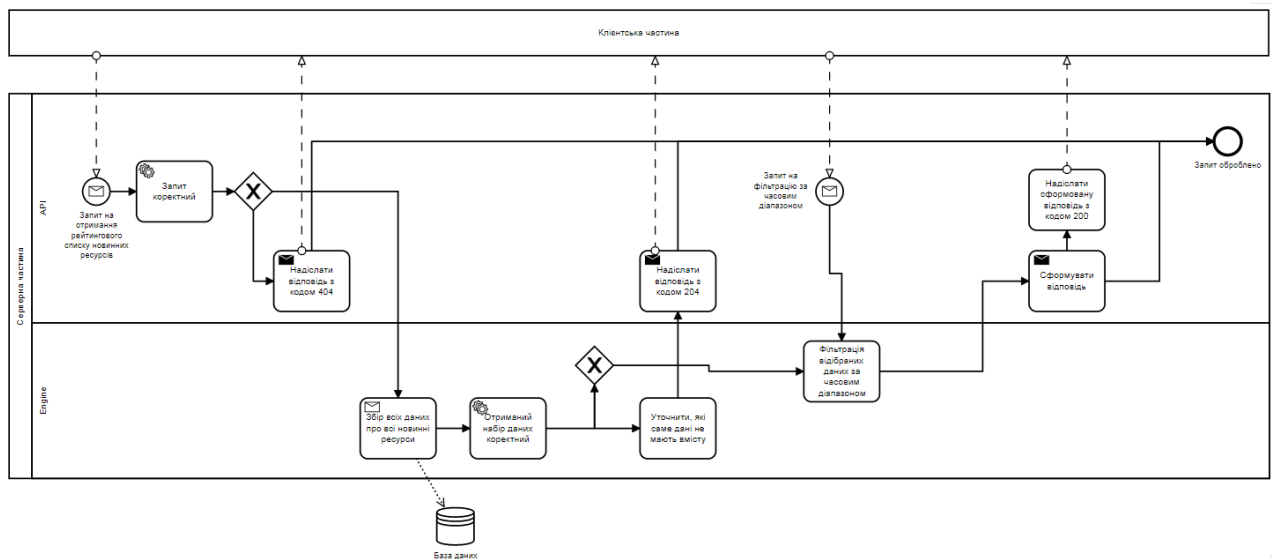 Клієнтська частина
Серверна частина
API
Запит на
отримання
рейтингового
списку новинних
ресурсів
Запит
коректний
Надіслати
відповідь з
кодом 404
Надіслати
відповідь з
кодом 204
Запит на
фільтрацію за
часовим
діапазоном
Надіслати
сформовану
відповідь з
кодом 200
Сформувати
відповідь
Запит оброблено
Engine
Збір всіх даних
про всі новинні
ресурси
Отриманий
набір даних
коректний
Уточнити, які
саме дані не
мають вмісту
Фільтрація
відібраних
даних за
часовим
діапазоном
База даних